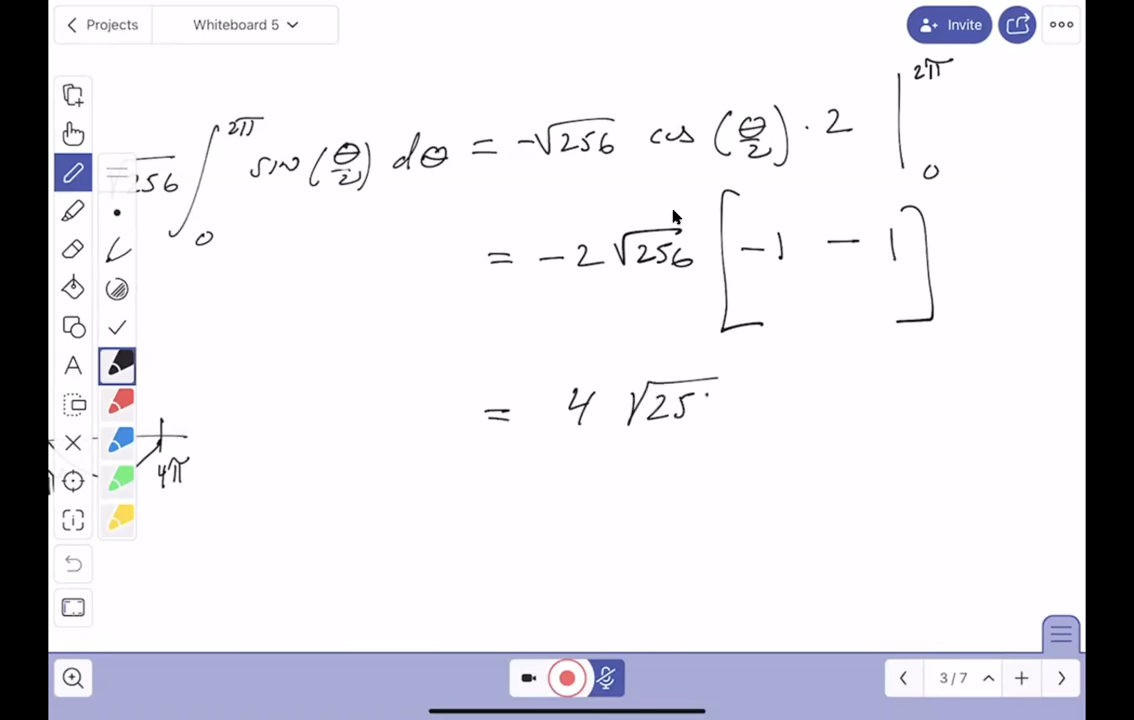 Projects
Whiteboard 5
Invite
√256 ∫₀^{2π} sin(θ/2) dθ = -√256 cos(θ/2) · 2 |₀^{2π}
= -2√256 [-1 - 1]
= 4 √25
4π
A
3 / 7